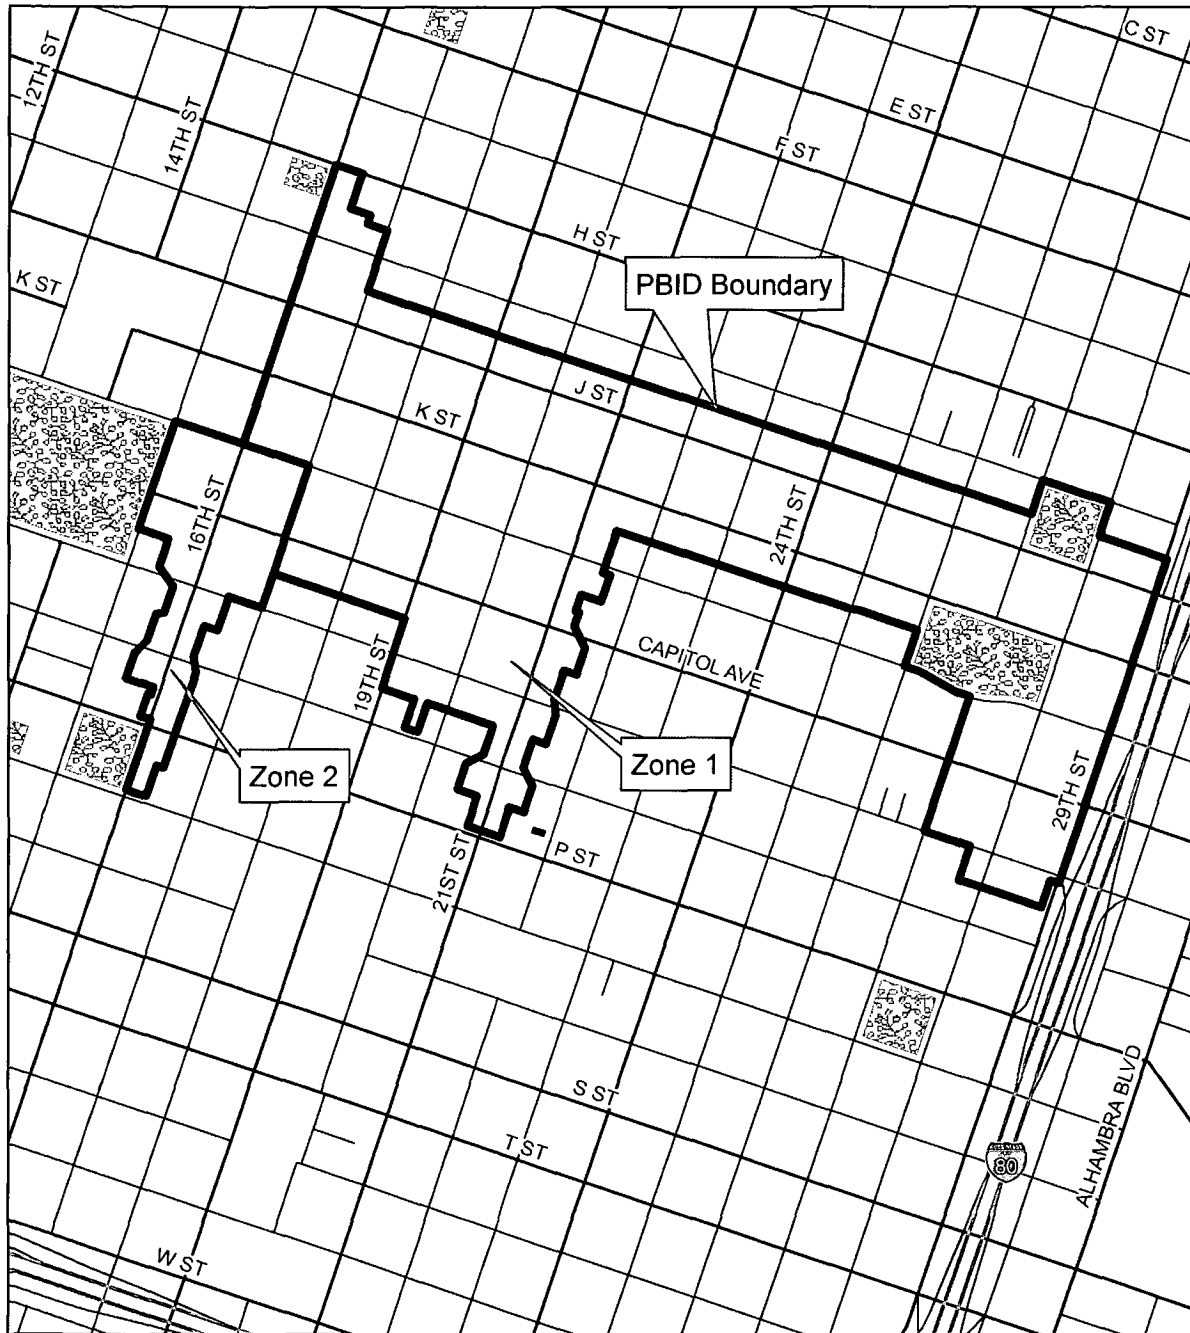 C ST
12TH ST
E ST
14TH ST
F ST
H ST
K ST
PBID Boundary
J ST
K ST
16TH ST
24TH ST
CAPITOL AVE
19TH ST
Zone 2
Zone 1
29TH ST
P ST
21ST ST
S ST
ALHAMBRA BLVD
T ST
80
W ST